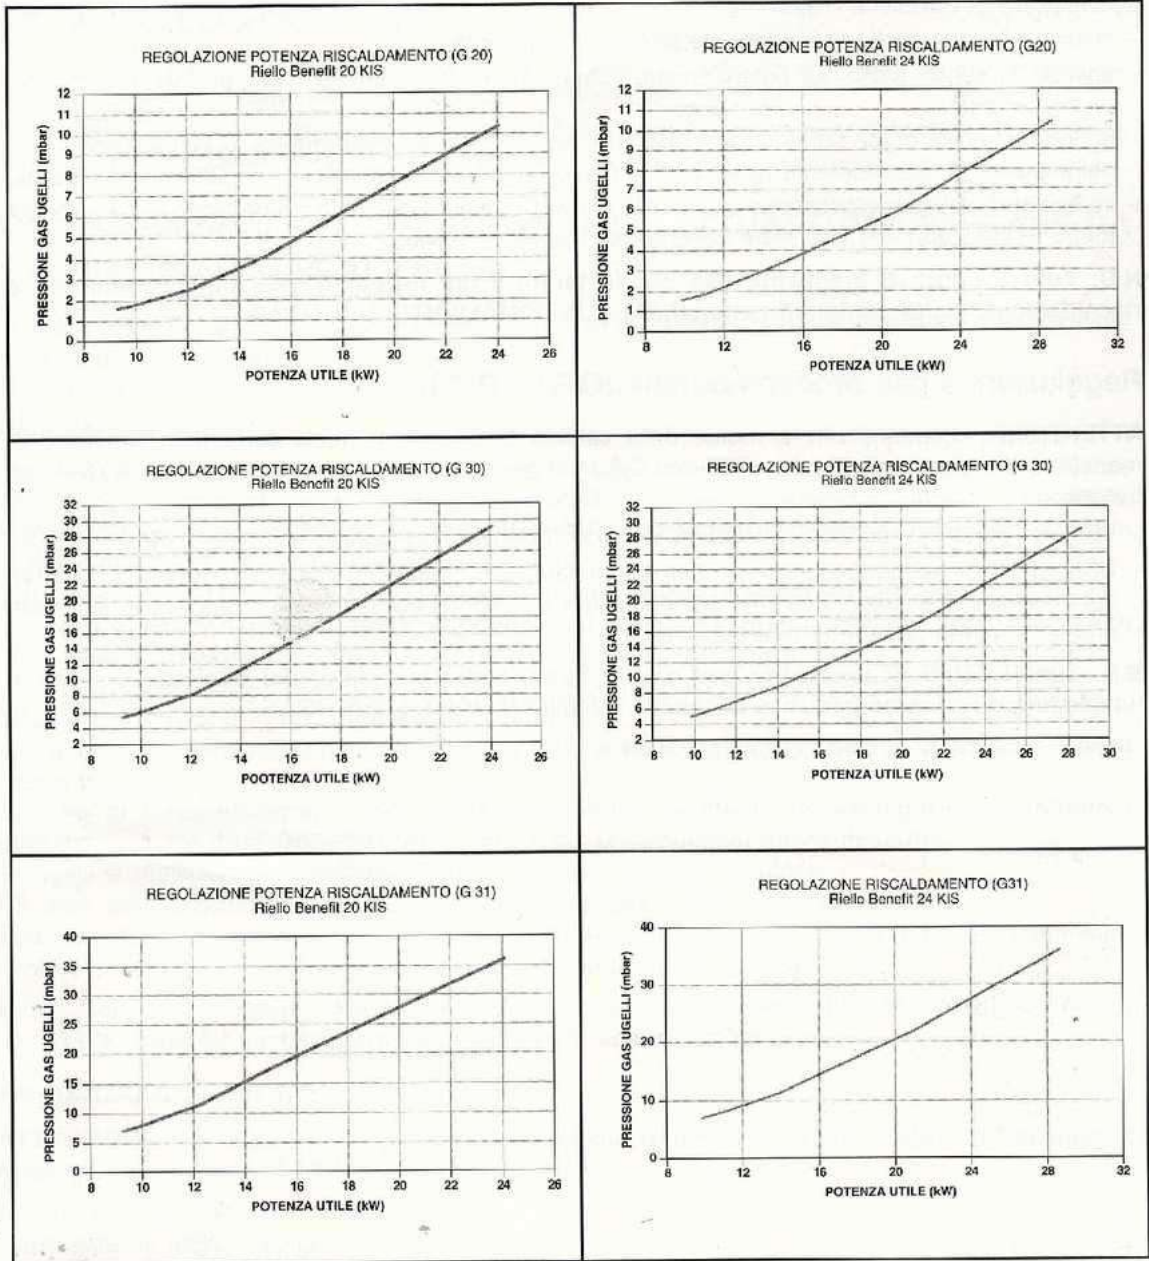 REGOLAZIONE POTENZA RISCALDAMENTO (G 20)
Riello Benefit 20 KIS
PRESSIONE GAS UGELLI (mbar)
12
11
10
9
8
7
6
5
4
3
2
1
0
8 10 12 14 16 18 20 22 24 26
POTENZA UTILE (kW)
REGOLAZIONE POTENZA RISCALDAMENTO (G20)
Riello Benefit 24 KIS
PRESSIONE GAS UGELLI (mbar)
12
11
10
9
8
7
6
5
4
3
2
1
0
8 12 16 20 24 28 32
POTENZA UTILE (kW)
REGOLAZIONE POTENZA RISCALDAMENTO (G 30)
Riello Benefit 20 KIS
PRESSIONE GAS UGELLI (mbar)
32
30
28
26
24
22
20
18
16
14
12
10
8
6
4
2
8 10 12 14 16 18 20 22 24 26
POOTENZA UTILE (kW)
REGOLAZIONE POTENZA RISCALDAMENTO (G 30)
Riello Benefit 24 KIS
PRESSIONE GAS UGELLI (mbar)
32
30
28
26
24
22
20
18
16
14
12
10
8
6
4
2
8 10 12 14 16 18 20 22 24 26 28 30
POTENZA UTILE (kW)
REGOLAZIONE POTENZA RISCALDAMENTO (G 31)
Riello Benefit 20 KIS
PRESSIONE GAS UGELLI (mbar)
40
35
30
25
20
15
10
5
0
8 10 12 14 16 18 20 22 24 26
POTENZA UTILE (kW)
REGOLAZIONE POTENZA RISCALDAMENTO (G31)
Riello Benefit 24 KIS
PRESSIONE GAS UGELLI (mbar)
40
30
20
10
0
8 12 16 20 24 28 32
POTENZA UTILE (kW)